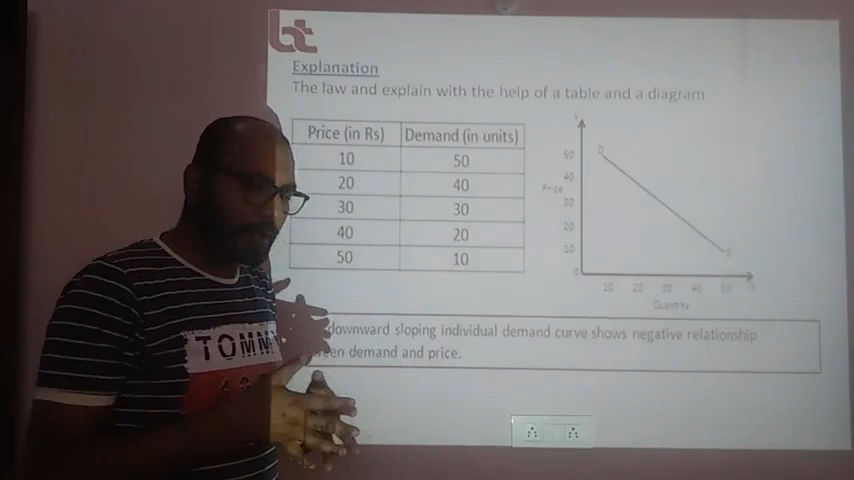 bt
Explanation
The law and explain with the help of a table and a diagram
Price (in Rs) Demand (in units)
10 50
20 40
30 30
40 20
50 10
Price
50
40
30
20
10
0
D
D
10 20 30 40 50
Quantity
downward sloping individual demand curve shows negative relationship
demand and price.
TOMMY